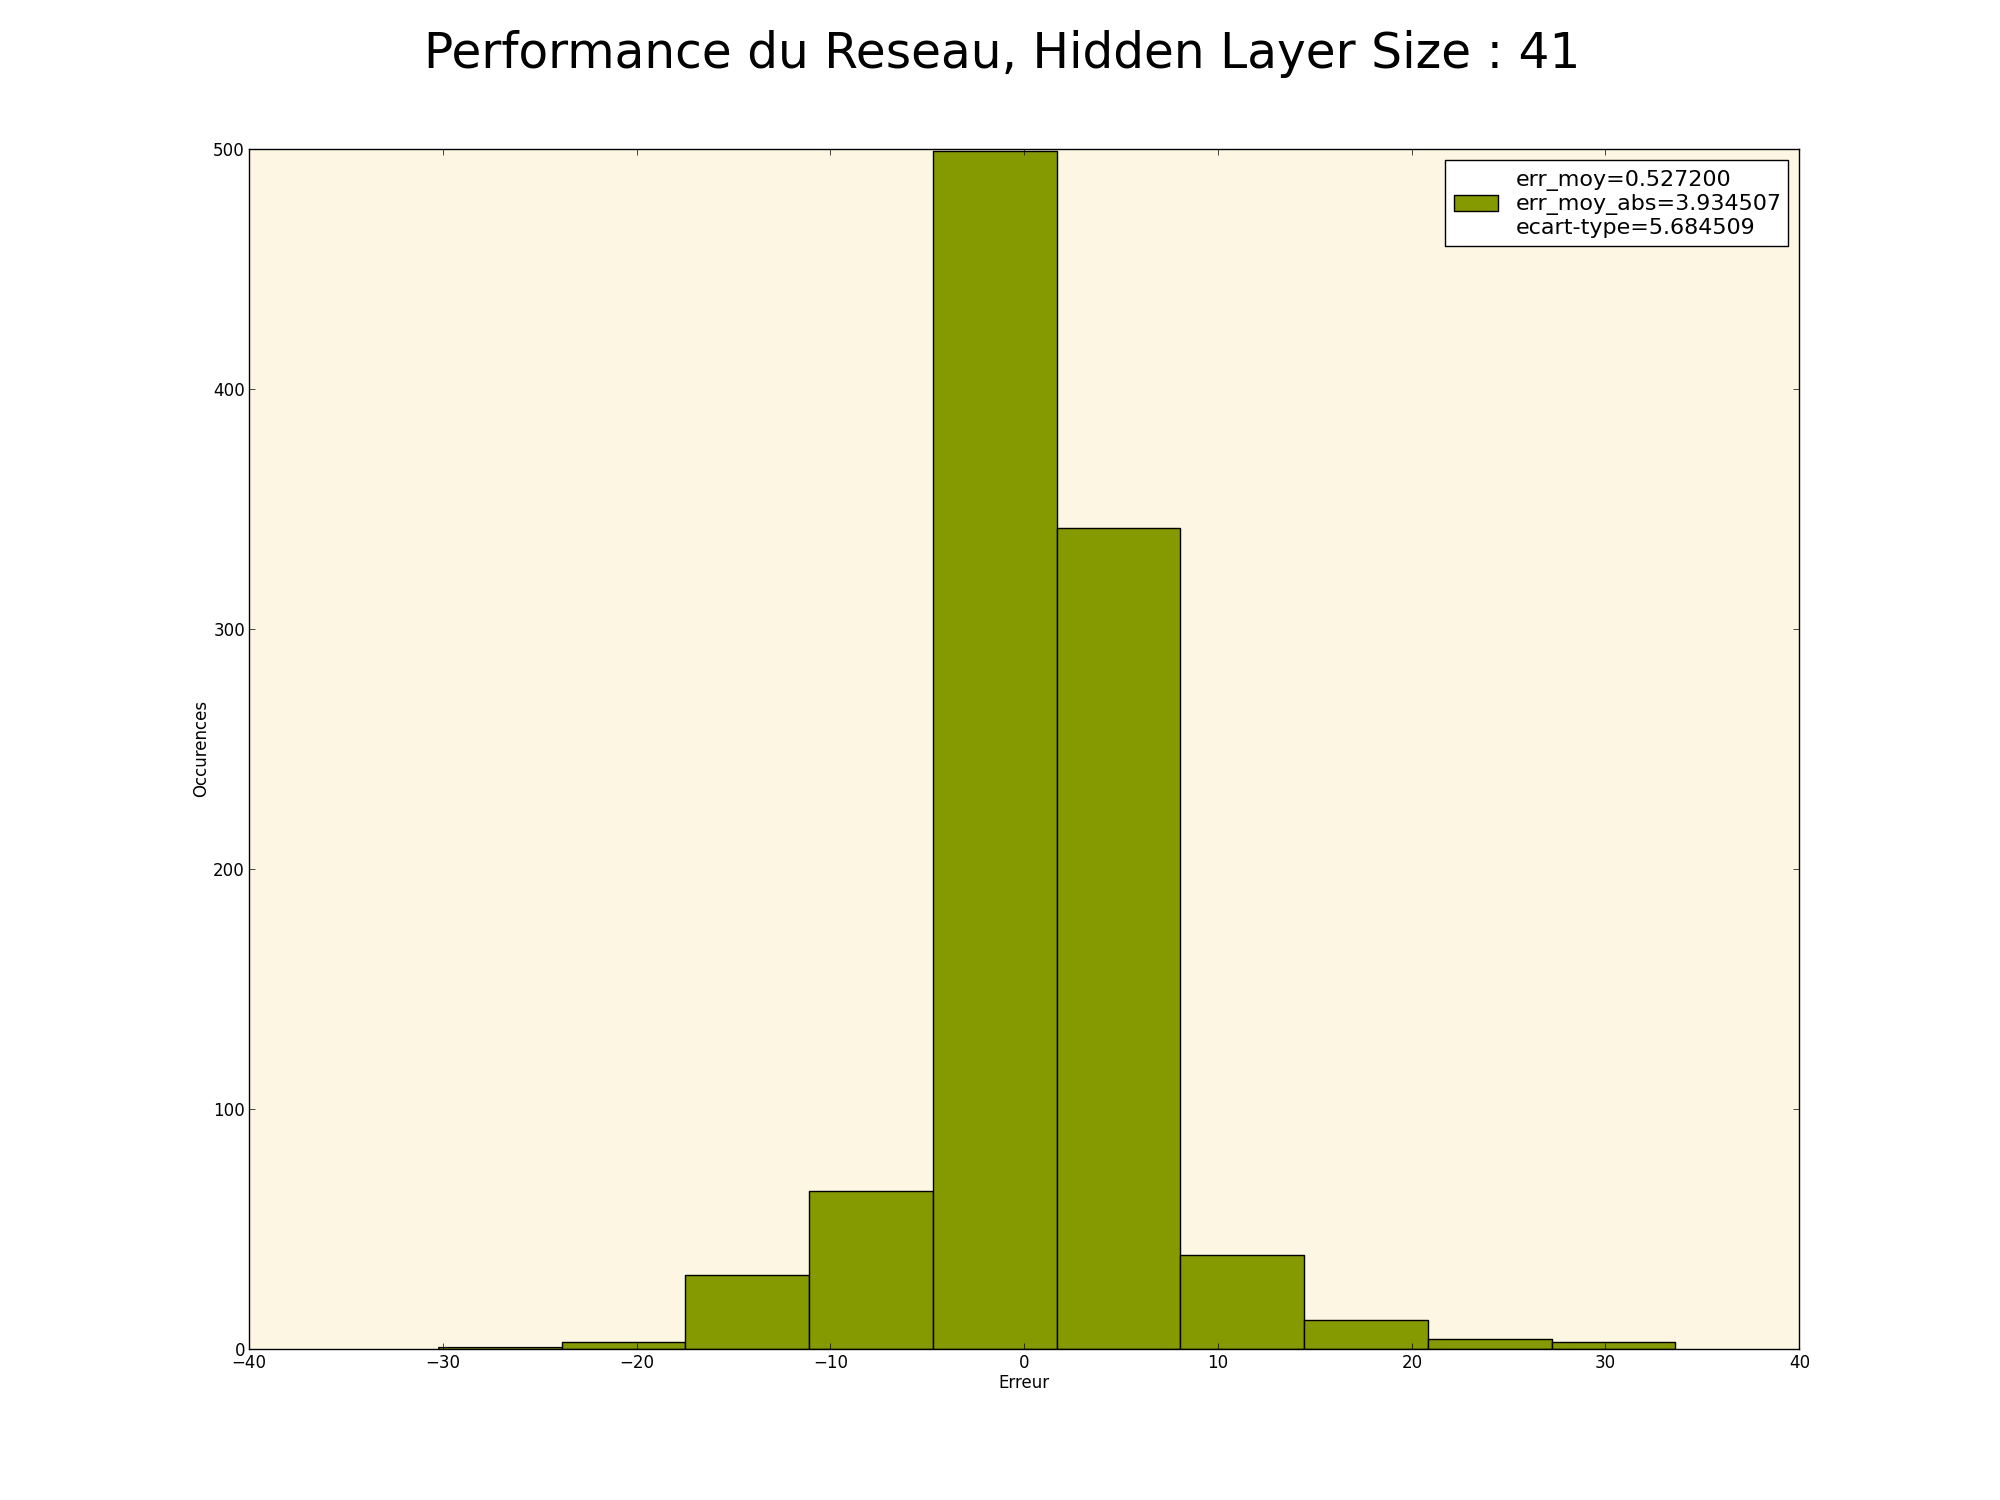 Performance du Reseau, Hidden Layer Size : 41
err_moy=0.527200
err_moy_abs=3.934507
ecart-type=5.684509
500
400
300
200
100
0
Occurences
−40 −30 −20 −10 0 10 20 30 40
Erreur